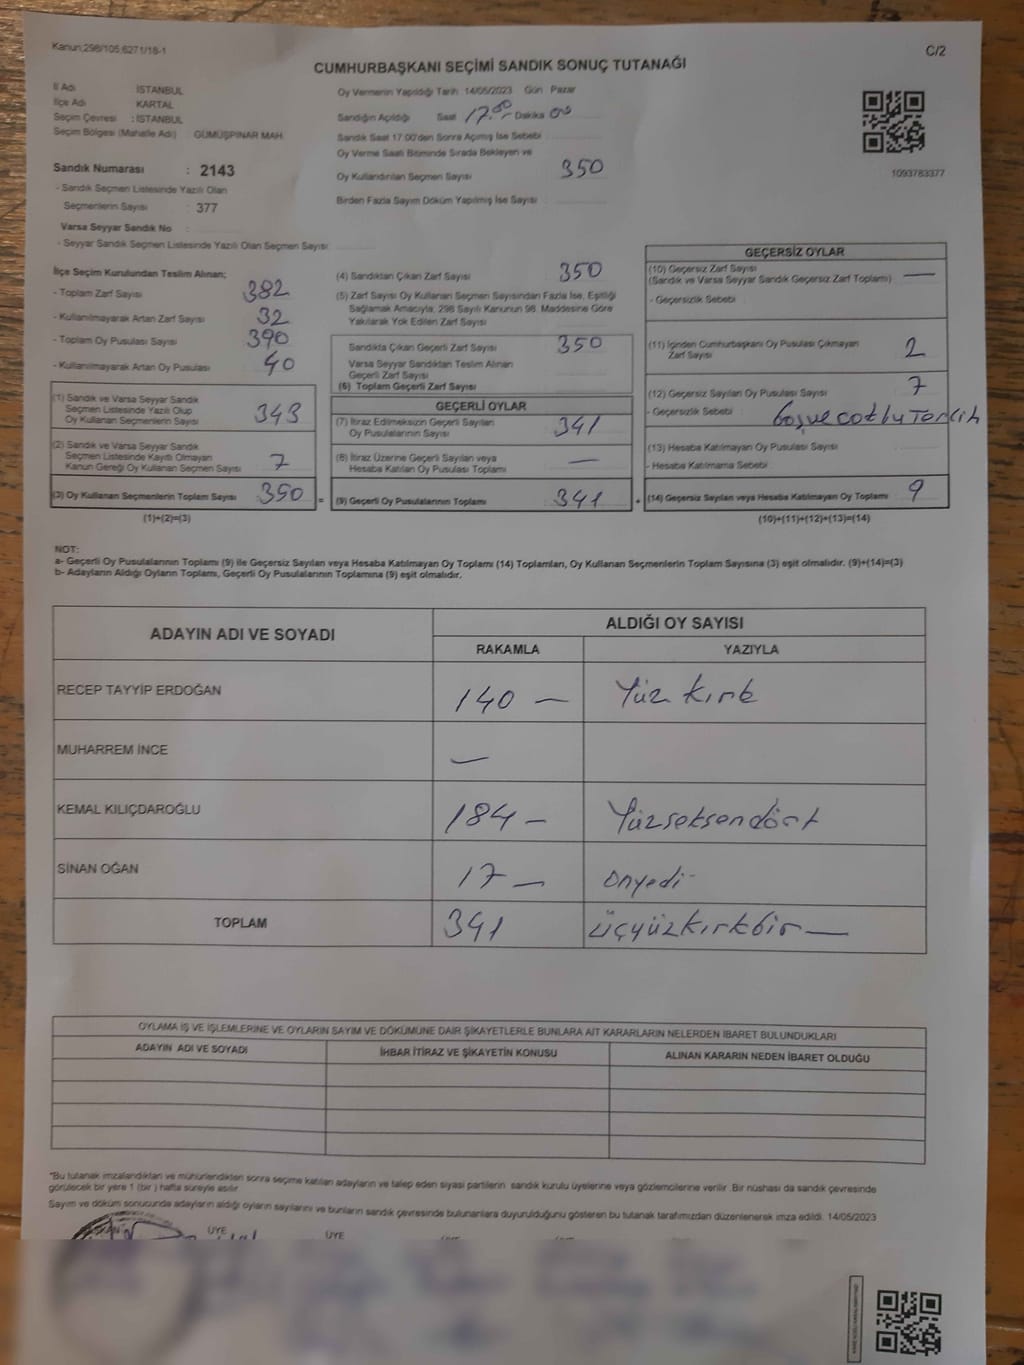 Kanun;298/105,6271/18-1
C/2
CUMHURBAŞKANI SEÇİMİ SANDIK SONUÇ TUTANAĞI
İl Adı İSTANBUL
İlçe Adı KARTAL
Seçim Çevresi : İSTANBUL
Seçim Bölgesi (Mahalle Adı) GÜMÜŞPINAR MAH.
Sandık Numarası : 2143
- Sandık Seçmen Listesinde Yazılı Olan
Seçmenlerin Sayısı : 377
Varsa Seyyar Sandık No :
- Seyyar Sandık Seçmen Listesinde Yazılı Olan Seçmen Sayısı:
Oy Vermenin Yapıldığı Tarih 14/05/2023 Gün Pazar
Sandığın Açıldığı Saat 17.00 Dakika 00
Sandık Saat 17:00'den Sonra Açımış İse Sebebi
Oy Verme Saati Bitiminde Sırada Bekleyen ve
Oy Kullandırılan Seçmen Sayısı 350
Birden Fazla Sayım Döküm Yapılmış İse Sayısı
1093783377
İlçe Seçim Kurulundan Teslim Alınan;
- Toplam Zarf Sayısı 382
- Kullanılmayarak Artan Zarf Sayısı 32
- Toplam Oy Pusulası Sayısı 390
- Kullanılmayarak Artan Oy Pusulası 40
(1) Sandık ve Varsa Seyyar Sandık
Seçmen Listesinde Yazılı Olup
Oy Kullanan Seçmenlerin Sayısı 343
(2) Sandık ve Varsa Seyyar Sandık
Seçmen Listesinde Kayıtlı Olmayan
Kanun Gereği Oy Kullanan Seçmen Sayısı 7
(3) Oy Kullanan Seçmenlerin Toplam Sayısı 350 =
(1)+(2)=(3)
(4) Sandıktan Çıkan Zarf Sayısı 350
(5) Zarf Sayısı Oy Kullanan Seçmen Sayısından Fazla İse, Eşitliği
Sağlamak Amacıyla; 298 Sayılı Kanunun 98. Maddesine Göre
Yakılarak Yok Edilen Zarf Sayısı
Sandıkta Çıkan Geçerli Zarf Sayısı 350
Varsa Seyyar Sandıktan Teslim Alınan
Geçerli Zarf Sayısı
(6) Toplam Geçerli Zarf Sayısı
GEÇERLİ OYLAR
(7) İtiraz Edilmeksizin Geçerli Sayılan
Oy Pusulalarının Sayısı 341
(8) İtiraz Üzerine Geçerli Sayılan veya
Hesaba Katılan Oy Pusulası Toplamı —
(9) Geçerli Oy Pusulalarının Toplamı 341 +
GEÇERSİZ OYLAR
(10) Geçersiz Zarf Sayısı
(Sandık ve Varsa Seyyar Sandık Geçersiz Zarf Toplamı) —
- Geçersizlik Sebebi
(11) İçinden Cumhurbaşkanı Oy Pusulası Çıkmayan
Zarf Sayısı 2
(12) Geçersiz Sayılan Oy Pusulası Sayısı 7
- Geçersizlik Sebebi : Boş ve Çoklu Tercih
(13) Hesaba Katılmayan Oy Pusulası Sayısı
- Hesaba Katılmama Sebebi
(14) Geçersiz Sayılan veya Hesaba Katılmayan Oy Toplamı 9
(10)+(11)+(12)+(13)=(14)
NOT:
a- Geçerli Oy Pusulalarının Toplamı (9) ile Geçersiz Sayılan veya Hesaba Katılmayan Oy Toplamı (14) Toplamları, Oy Kullanan Seçmenlerin Toplam Sayısına (3) eşit olmalıdır. (9)+(14)=(3)
b- Adayların Aldığı Oyların Toplamı, Geçerli Oy Pusulalarının Toplamına (9) eşit olmalıdır.
ADAYIN ADI VE SOYADI
ALDIĞI OY SAYISI
RAKAMLA YAZIYLA
RECEP TAYYİP ERDOĞAN 140 — Yüz kırk
MUHARREM İNCE —
KEMAL KILIÇDAROĞLU 184 — Yüzseksendört
SİNAN OĞAN 17 — onyedi
TOPLAM 341 üçyüzkırkbir —
OYLAMA İŞ VE İŞLEMLERİNE VE OYLARIN SAYIM VE DÖKÜMÜNE DAİR ŞİKAYETLERLE BUNLARA AİT KARARLARIN NELERDEN İBARET BULUNDUKLARI
ADAYIN ADI VE SOYADI İHBAR İTİRAZ VE ŞİKAYETİN KONUSU ALINAN KARARIN NEDEN İBARET OLDUĞU
*Bu tutanak imzalandıktan ve mühürlendikten sonra seçime katılan adayların ve talep eden siyasi partilerin sandık kurulu üyelerine veya gözlemcilerine verilir. Bir nüshası da sandık çevresinde
görülecek bir yere 1 (bir) hafta süreyle asılır.
Sayım ve döküm sonucunda adayların aldığı oyların sayılarını ve bunların sandık çevresinde bulunanlara duyurulduğunu gösteren bu tutanak tarafımızdan düzenlenerek imza edildi. 14/05/2023
ÜYE ÜYE